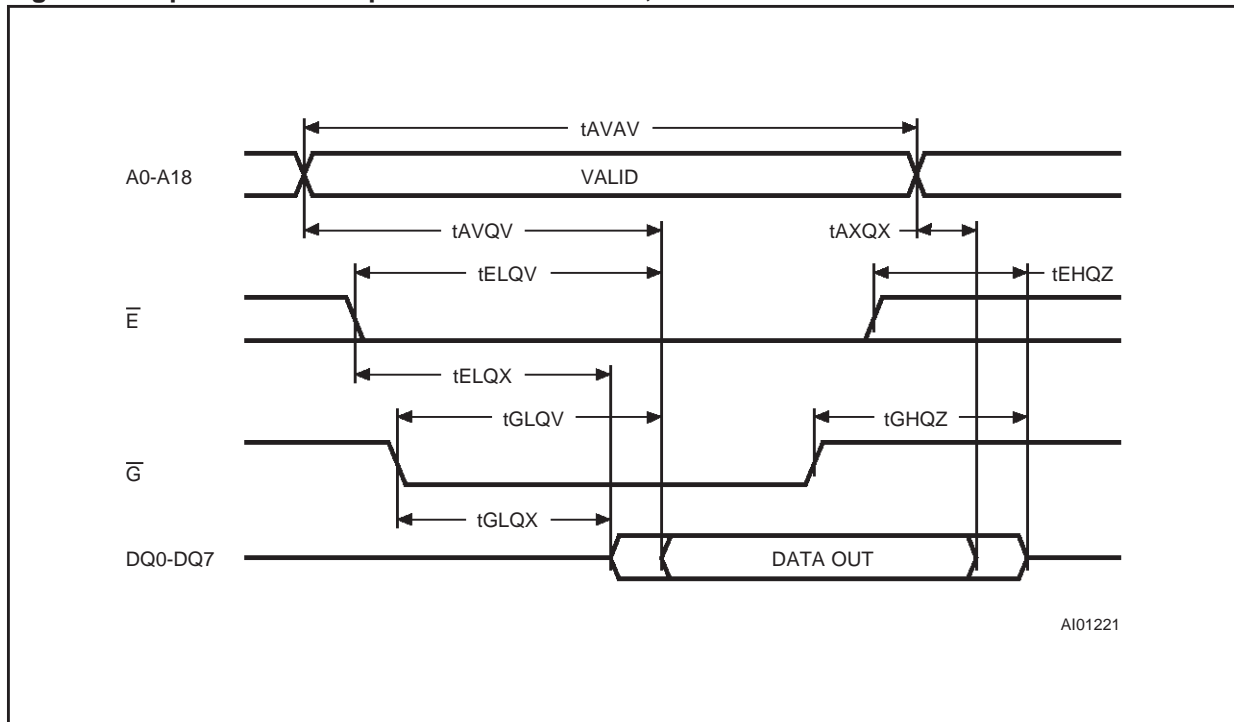 tAVAV
A0-A18
VALID
tAVQV
tAXQX
tELQV
tEHQZ
E
tELQX
tGLQV
tGHQZ
G
tGLQX
DQ0-DQ7
DATA OUT
AI01221